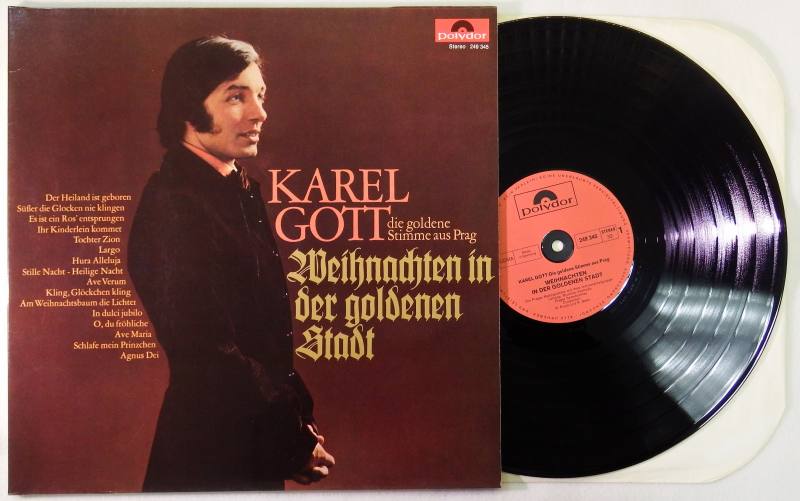 Polydor
Stereo 249 345
KAREL
GOTT
die goldene
Stimme aus Prag
Weihnachten in
der goldenen
Stadt
Der Heiland ist geboren
Süßer die Glocken nie klingen
Es ist ein Ros' entsprungen
Ihr Kinderlein kommet
Tochter Zion
Largo
Hura Alleluja
Stille Nacht - Heilige Nacht
Ave Verum
Kling, Glöckchen kling
Am Weihnachtsbaum die Lichter
In dulci jubilo
O, du fröhliche
Ave Maria
Schlafe mein Prinzchen
Agnus Dei
Polydor
249 345
STEREO
1
KAREL GOTT Die goldene Stimme aus Prag
WEIHNACHTEN
IN DER GOLDENEN STADT